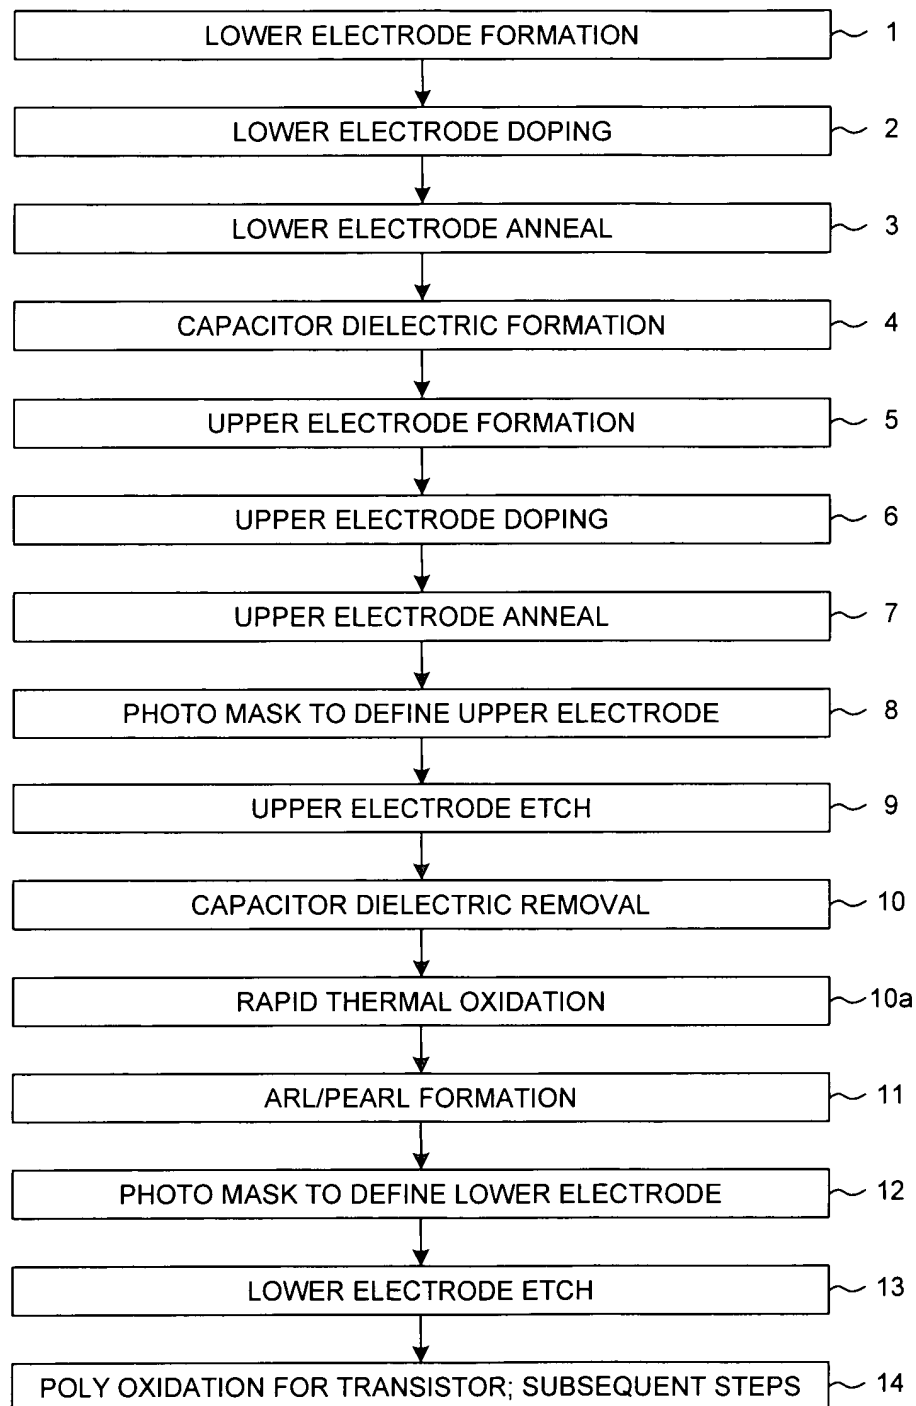 LOWER ELECTRODE FORMATION 1
LOWER ELECTRODE DOPING 2
LOWER ELECTRODE ANNEAL 3
CAPACITOR DIELECTRIC FORMATION 4
UPPER ELECTRODE FORMATION 5
UPPER ELECTRODE DOPING 6
UPPER ELECTRODE ANNEAL 7
PHOTO MASK TO DEFINE UPPER ELECTRODE 8
UPPER ELECTRODE ETCH 9
CAPACITOR DIELECTRIC REMOVAL 10
RAPID THERMAL OXIDATION 10a
ARL/PEARL FORMATION 11
PHOTO MASK TO DEFINE LOWER ELECTRODE 12
LOWER ELECTRODE ETCH 13
POLY OXIDATION FOR TRANSISTOR; SUBSEQUENT STEPS 14